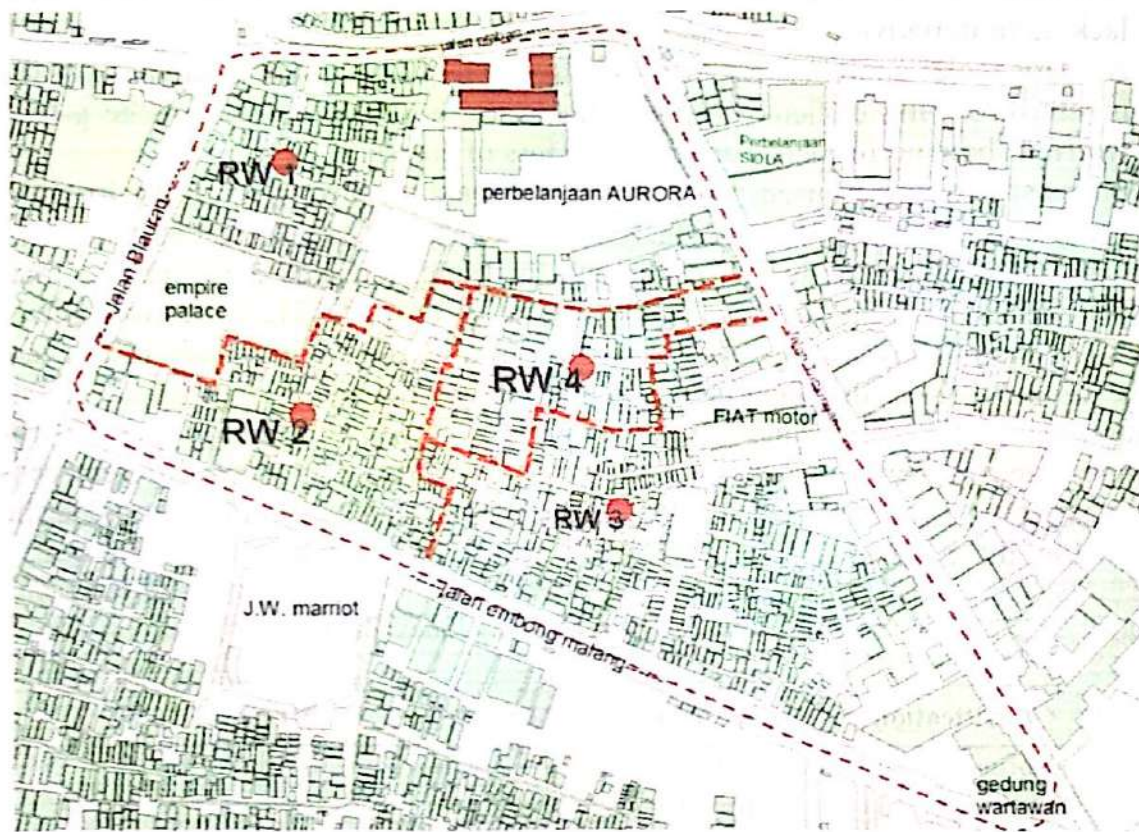 Perbelanjaan
SIOLA
RW 1
perbelanjaan AURORA
Jalan Blauran
empire
palace
RW 4
RW 2
FIAT motor
RW 3
J.W. marriot
Jalan embong malang
gedung
wartawan